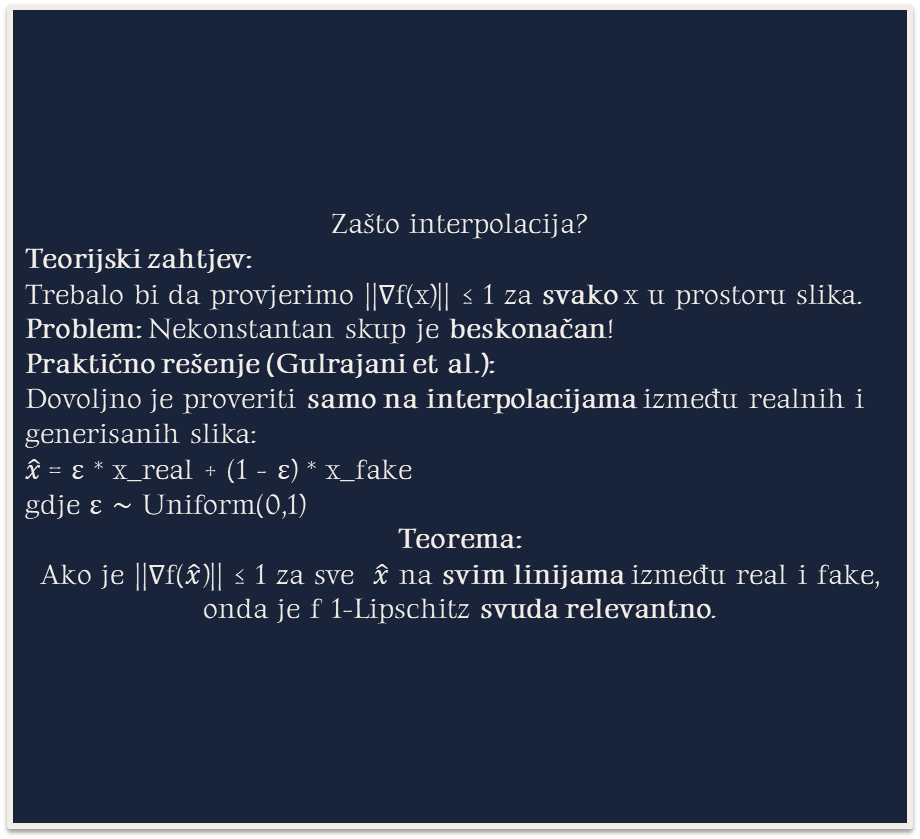 Zašto interpolacija?
Teorijski zahtjev:
Trebalo bi da provjerimo ||∇f(x)|| ≤ 1 za svako x u prostoru slika.
Problem: Nekonstantan skup je beskonačan!
Praktično rešenje (Gulrajani et al.):
Dovoljno je proveriti samo na interpolacijama između realnih i
generisanih slika:
x̂ = ε * x_real + (1 - ε) * x_fake
gdje ε ~ Uniform(0,1)
Teorema:
Ako je ||∇f(x̂)|| ≤ 1 za sve x̂ na svim linijama između real i fake,
onda je f 1-Lipschitz svuda relevantno.